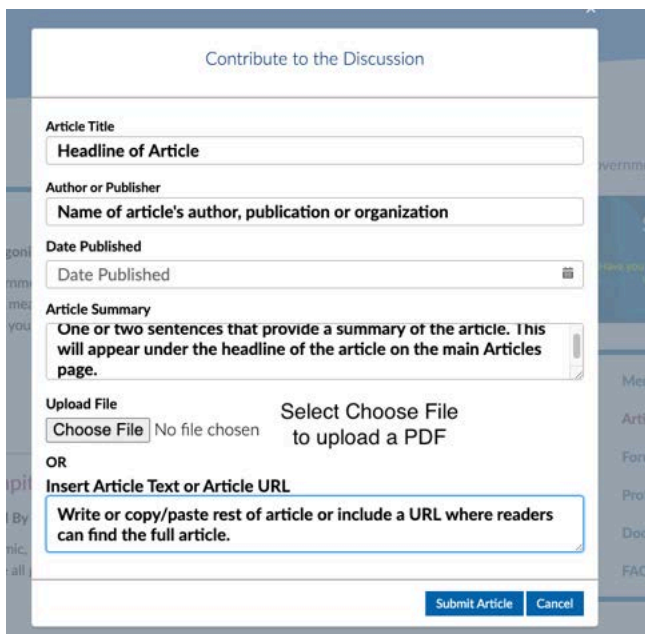 Contribute to the Discussion
Article Title
Headline of Article
Author or Publisher
Name of article's author, publication or organization
Date Published
Date Published
Article Summary
One or two sentences that provide a summary of the article. This
will appear under the headline of the article on the main Articles
page.
Upload File
Choose File No file chosen
Select Choose File
to upload a PDF
OR
Insert Article Text or Article URL
Write or copy/paste rest of article or include a URL where readers
can find the full article.
Submit Article Cancel